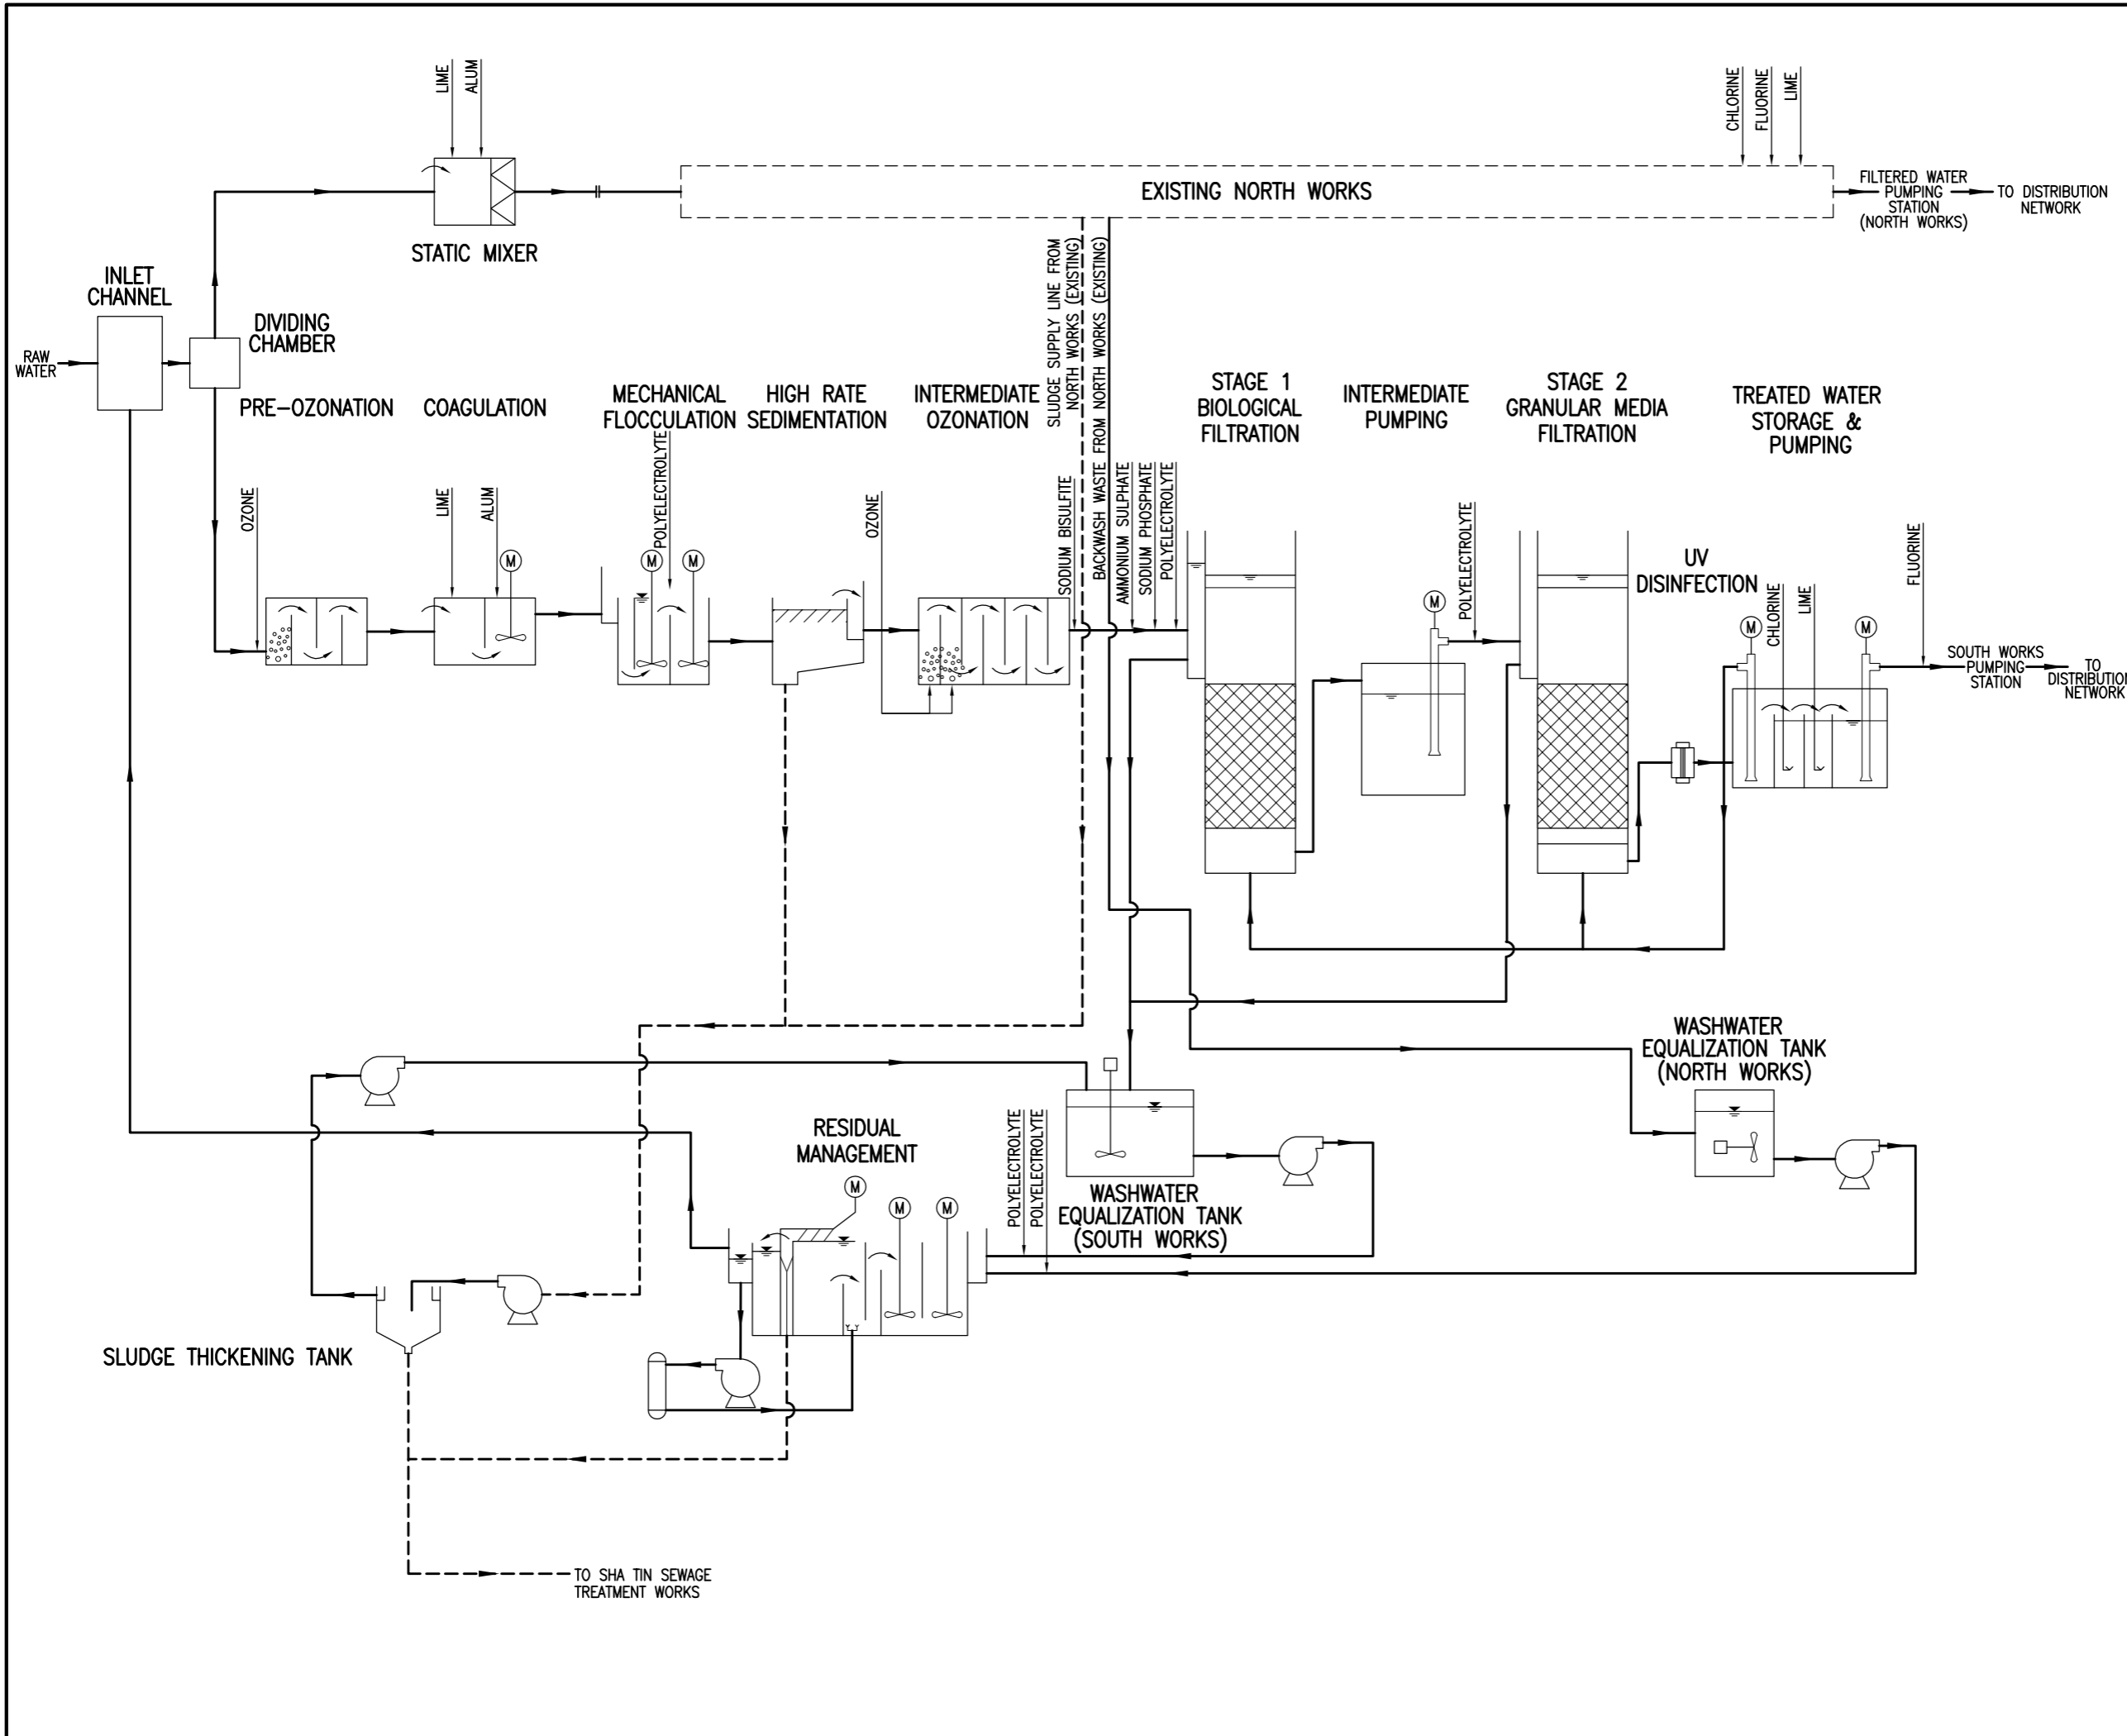 LIME
ALUM
CHLORINE
FLUORINE
LIME
EXISTING NORTH WORKS
FILTERED WATER
PUMPING
STATION
(NORTH WORKS)
TO DISTRIBUTION
NETWORK
STATIC MIXER
INLET
CHANNEL
DIVIDING
CHAMBER
RAW
WATER
SLUDGE SUPPLY LINE FROM
NORTH WORKS (EXISTING)
BACKWASH WASTE FROM NORTH WORKS (EXISTING)
PRE-OZONATION
COAGULATION
MECHANICAL
FLOCCULATION
HIGH RATE
SEDIMENTATION
INTERMEDIATE
OZONATION
STAGE 1
BIOLOGICAL
FILTRATION
INTERMEDIATE
PUMPING
STAGE 2
GRANULAR MEDIA
FILTRATION
TREATED WATER
STORAGE &
PUMPING
OZONE
LIME
ALUM
M
POLYELECTROLYTE
M
M
OZONE
SODIUM BISULFITE
AMMONIUM SULPHATE
SODIUM PHOSPHATE
POLYELECTROLYTE
M
POLYELECTROLYTE
UV
DISINFECTION
M
CHLORINE
LIME
M
FLUORINE
SOUTH WORKS
PUMPING
STATION
TO
DISTRIBUTION
NETWORK
WASHWATER
EQUALIZATION TANK
(NORTH WORKS)
RESIDUAL
MANAGEMENT
M
M
M
POLYELECTROLYTE
POLYELECTROLYTE
WASHWATER
EQUALIZATION TANK
(SOUTH WORKS)
SLUDGE THICKENING TANK
TO SHA TIN SEWAGE
TREATMENT WORKS